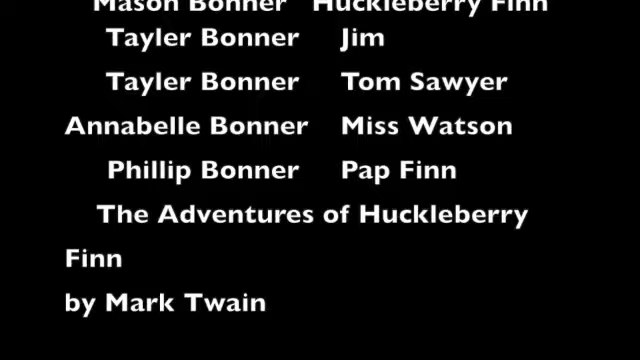 Mason Bonner Huckleberry Finn
Tayler Bonner Jim
Tayler Bonner Tom Sawyer
Annabelle Bonner Miss Watson
Phillip Bonner Pap Finn
The Adventures of Huckleberry
Finn
by Mark Twain